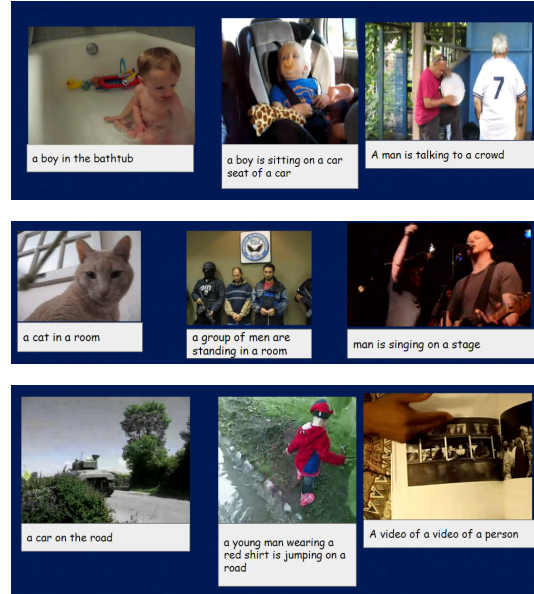 a boy in the bathtub
a boy is sitting on a car
seat of a car
7
A man is talking to a crowd
a cat in a room
a group of men are
standing in a room
man is singing on a stage
a car on the road
a young man wearing a
red shirt is jumping on a
road
A video of a video of a person